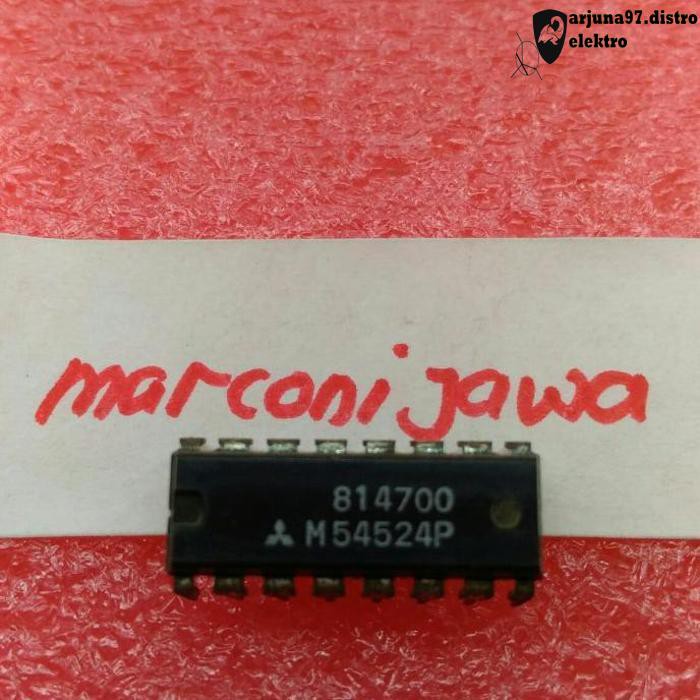 arjuna97.distro
elektro
marconi jawa
814700
M54524P